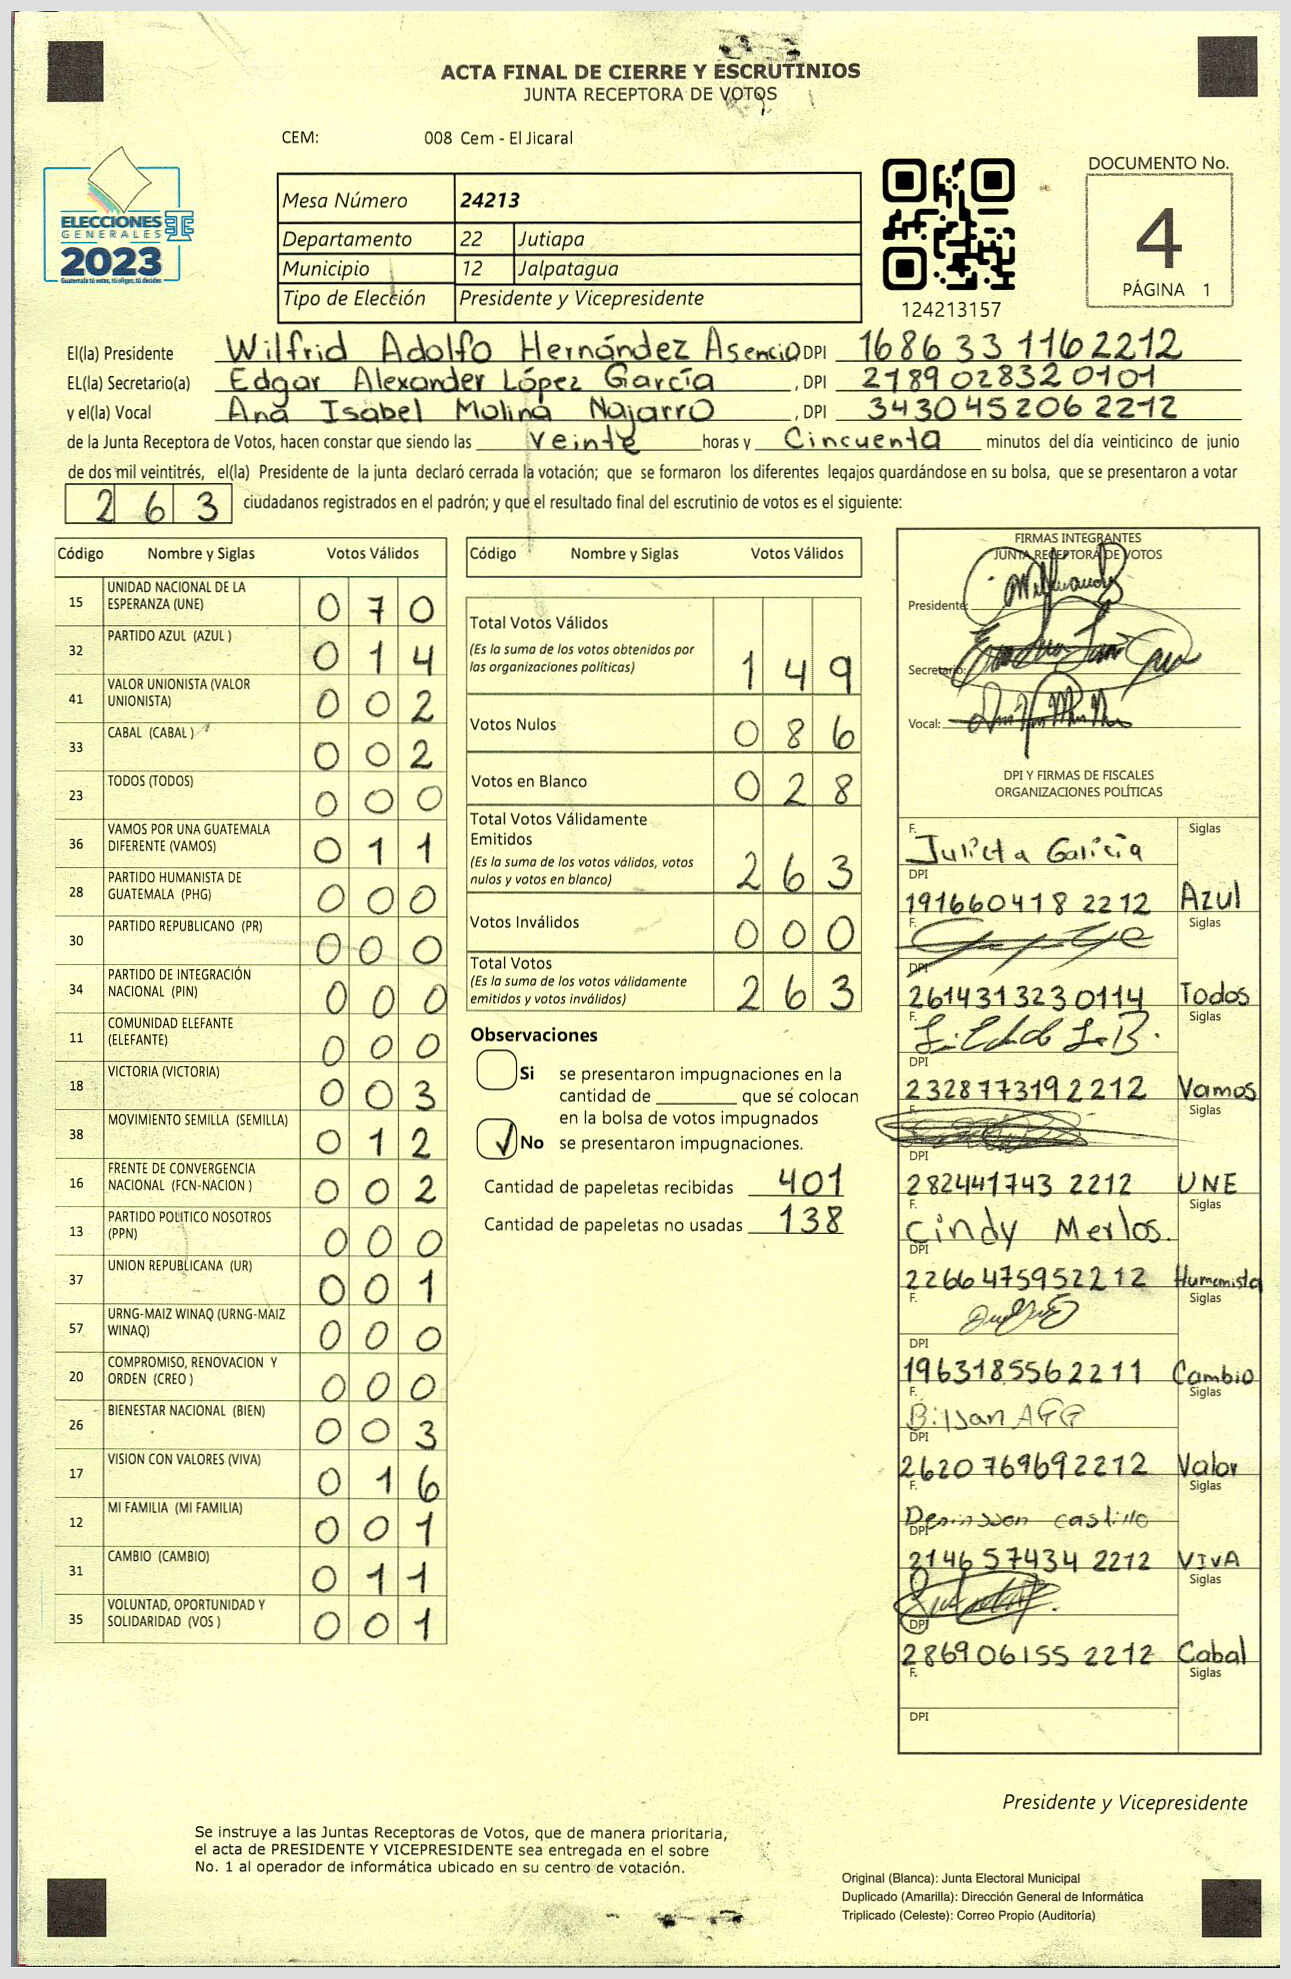 ACTA FINAL DE CIERRE Y ESCRUTINIOS
JUNTA RECEPTORA DE VOTOS
CEM: 008 Cem - El Jicaral
ELECCIONES
GENERALES
2023
Guatemala tú votas, tú eliges, tú decides
Mesa Número 24213
Departamento 22 Jutiapa
Municipio 12 Jalpatagua
Tipo de Elección Presidente y Vicepresidente
124213157
DOCUMENTO No.
4
PÁGINA 1
El(la) Presidente Wilfrid Adolfo Hernández Asencio DPI 1686 33 116 2212
EL(la) Secretario(a) Edgar Alexander López García , DPI 2189 02832 0101
y el(la) Vocal Ana Isabel Molina Najarro , DPI 3430 45206 2212
de la Junta Receptora de Votos, hacen constar que siendo las veinte horas y Cincuenta minutos del día veinticinco de junio
de dos mil veintitrés, el(la) Presidente de la junta declaró cerrada la votación; que se formaron los diferentes legajos quardándose en su bolsa, que se presentaron a votar
2 6 3 ciudadanos registrados en el padrón; y que el resultado final del escrutinio de votos es el siguiente:
Código Nombre y Siglas Votos Válidos
15 UNIDAD NACIONAL DE LA ESPERANZA (UNE) 0 7 0
32 PARTIDO AZUL (AZUL ) 0 1 4
41 VALOR UNIONISTA (VALOR UNIONISTA) 0 0 2
33 CABAL (CABAL ) 0 0 2
23 TODOS (TODOS) 0 0 0
36 VAMOS POR UNA GUATEMALA DIFERENTE (VAMOS) 0 1 1
28 PARTIDO HUMANISTA DE GUATEMALA (PHG) 0 0 0
30 PARTIDO REPUBLICANO (PR) 0 0 0
34 PARTIDO DE INTEGRACIÓN NACIONAL (PIN) 0 0 0
11 COMUNIDAD ELEFANTE (ELEFANTE) 0 0 0
18 VICTORIA (VICTORIA) 0 0 3
38 MOVIMIENTO SEMILLA (SEMILLA) 0 1 2
16 FRENTE DE CONVERGENCIA NACIONAL (FCN-NACION ) 0 0 2
13 PARTIDO POLITICO NOSOTROS (PPN) 0 0 0
37 UNION REPUBLICANA (UR) 0 0 1
57 URNG-MAIZ WINAQ (URNG-MAIZ WINAQ) 0 0 0
20 COMPROMISO, RENOVACION Y ORDEN (CREO ) 0 0 0
26 BIENESTAR NACIONAL (BIEN) 0 0 3
17 VISION CON VALORES (VIVA) 0 1 6
12 MI FAMILIA (MI FAMILIA) 0 0 1
31 CAMBIO (CAMBIO) 0 1 1
35 VOLUNTAD, OPORTUNIDAD Y SOLIDARIDAD (VOS ) 0 0 1
Código Nombre y Siglas Votos Válidos
Total Votos Válidos
(Es la suma de los votos obtenidos por
las organizaciones políticas) 1 4 9
Votos Nulos 0 8 6
Votos en Blanco 0 2 8
Total Votos Válidamente
Emitidos
(Es la suma de los votos válidos, votos
nulos y votos en blanco) 2 6 3
Votos Inválidos 0 0 0
Total Votos
(Es la suma de los votos válidamente
emitidos y votos inválidos) 2 6 3
Observaciones
Si se presentaron impugnaciones en la
cantidad de ________ que se colocan
en la bolsa de votos impugnados
No se presentaron impugnaciones.
Cantidad de papeletas recibidas 401
Cantidad de papeletas no usadas 138
FIRMAS INTEGRANTES
JUNTA RECEPTORA DE VOTOS
Presidente:
Secretario:
Vocal:
DPI Y FIRMAS DE FISCALES
ORGANIZACIONES POLÍTICAS
F. Julieta Galicia Siglas
DPI 191660418 2212 Azul
F. Siglas
DPI 261431323 0114 Todos
F. Siglas
DPI 232877319 2212 Vamos
F. Siglas
DPI 282441743 2212 UNE
F. Cindy Merlos. Siglas
DPI 2266475952212 Humanista
F. Siglas
DPI 196318556 2211 Cambio
F. Siglas
DPI 2620 76969 2212 Valor
F. castillo Siglas
DPI 2146 57434 2212 VIVA
F. Siglas
DPI 286906155 2212 Cabal
F. Siglas
DPI
Presidente y Vicepresidente
Se instruye a las Juntas Receptoras de Votos, que de manera prioritaria,
el acta de PRESIDENTE Y VICEPRESIDENTE sea entregada en el sobre
No. 1 al operador de informática ubicado en su centro de votación.
Original (Blanca): Junta Electoral Municipal
Duplicado (Amarilla): Dirección General de Informática
Triplicado (Celeste): Correo Propio (Auditoría)